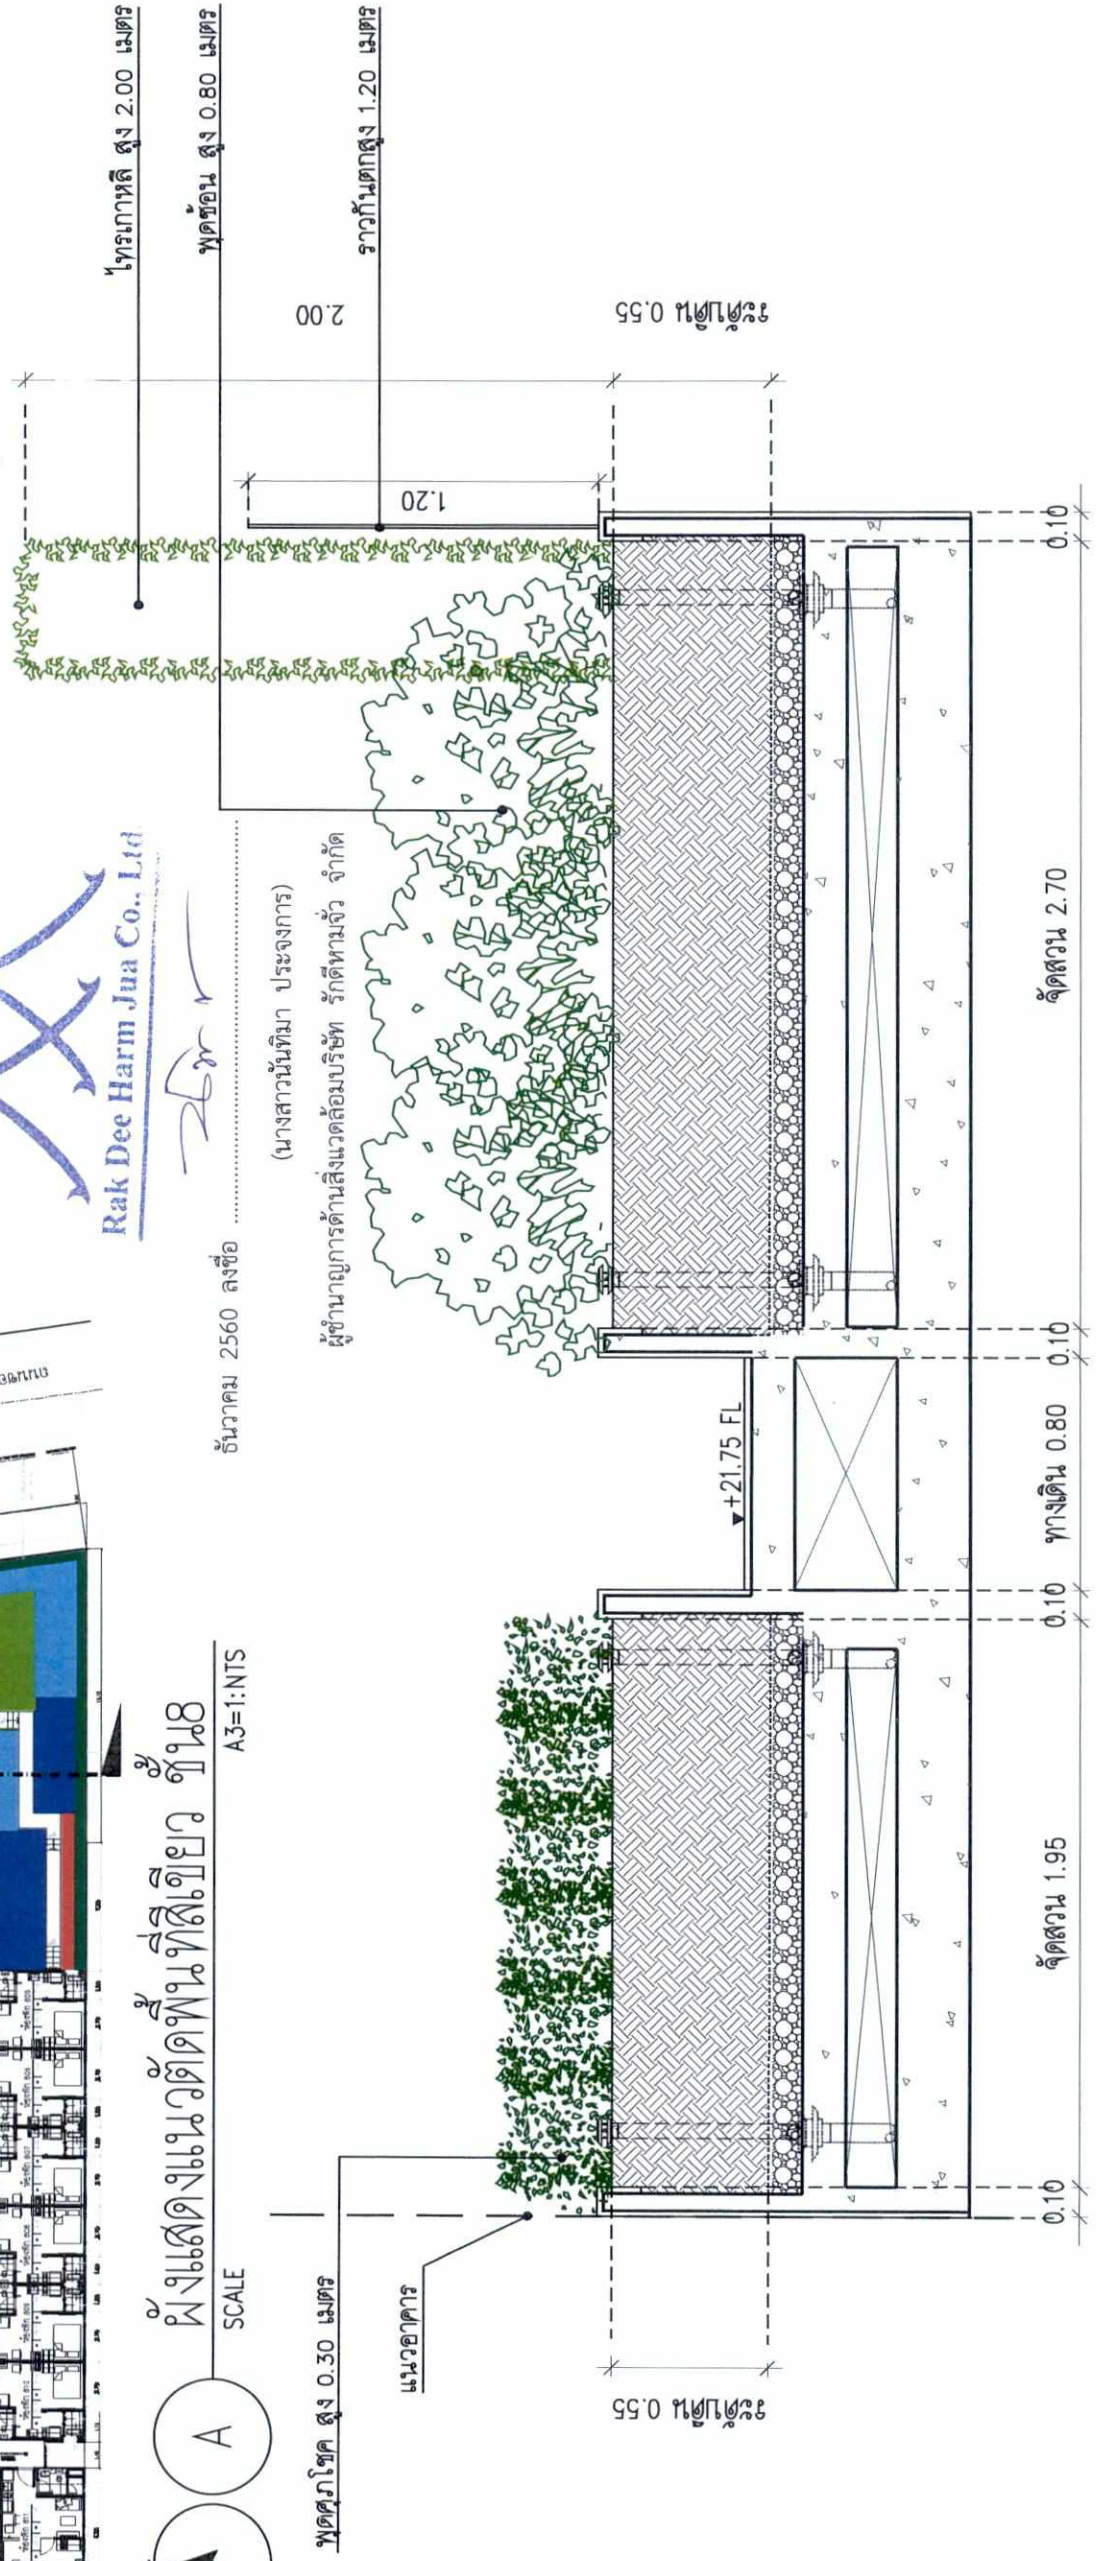 ไทรเกาหลี สูง 2.00 เมตร
พุดซ้อน สูง 0.80 เมตร
ราวกันตกสูง 1.20 เมตร
2.00
ระดับดิน 0.55
1.20
Rak Dee Harm Jua Co., Ltd.
ธันวาคม 2560 ลงชื่อ
(นางสาวนันทิมา ประจงการ)
ผู้ชำนาญการด้านสิ่งแวดล้อมบริษัท รักดีหามจั่ว จำกัด
A
ผังแสดงแนวตัดพื้นที่สีเขียว ชั้น8
SCALE
A3=1:NTS
พุดศุภโชค สูง 0.30 เมตร
แนวอาคาร
ระดับดิน 0.55
+21.75 FL
0.10
จัดสวน 1.95
0.10
ทางเดิน 0.80
0.10
จัดสวน 2.70
0.10